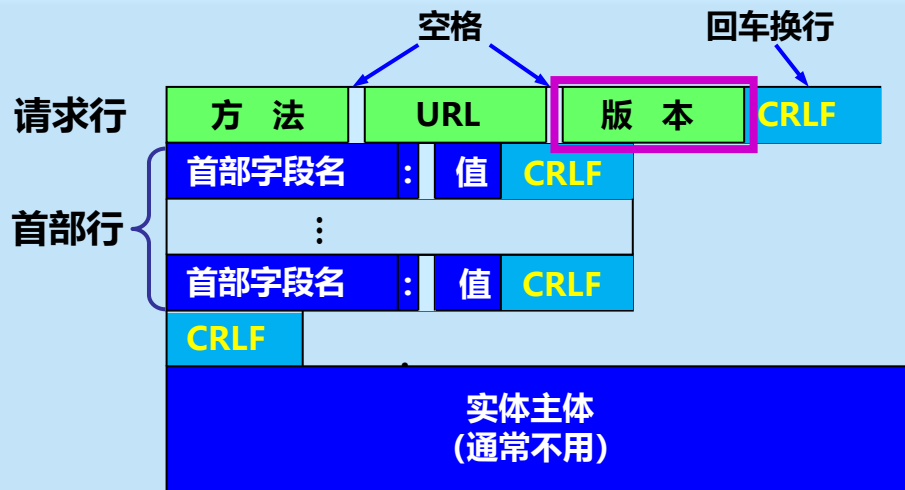 空格 回车换行
请求行 方 法 URL 版 本 CRLF
首部字段名 : 值 CRLF
首部行 ⋮
首部字段名 : 值 CRLF
CRLF
实体主体
(通常不用)